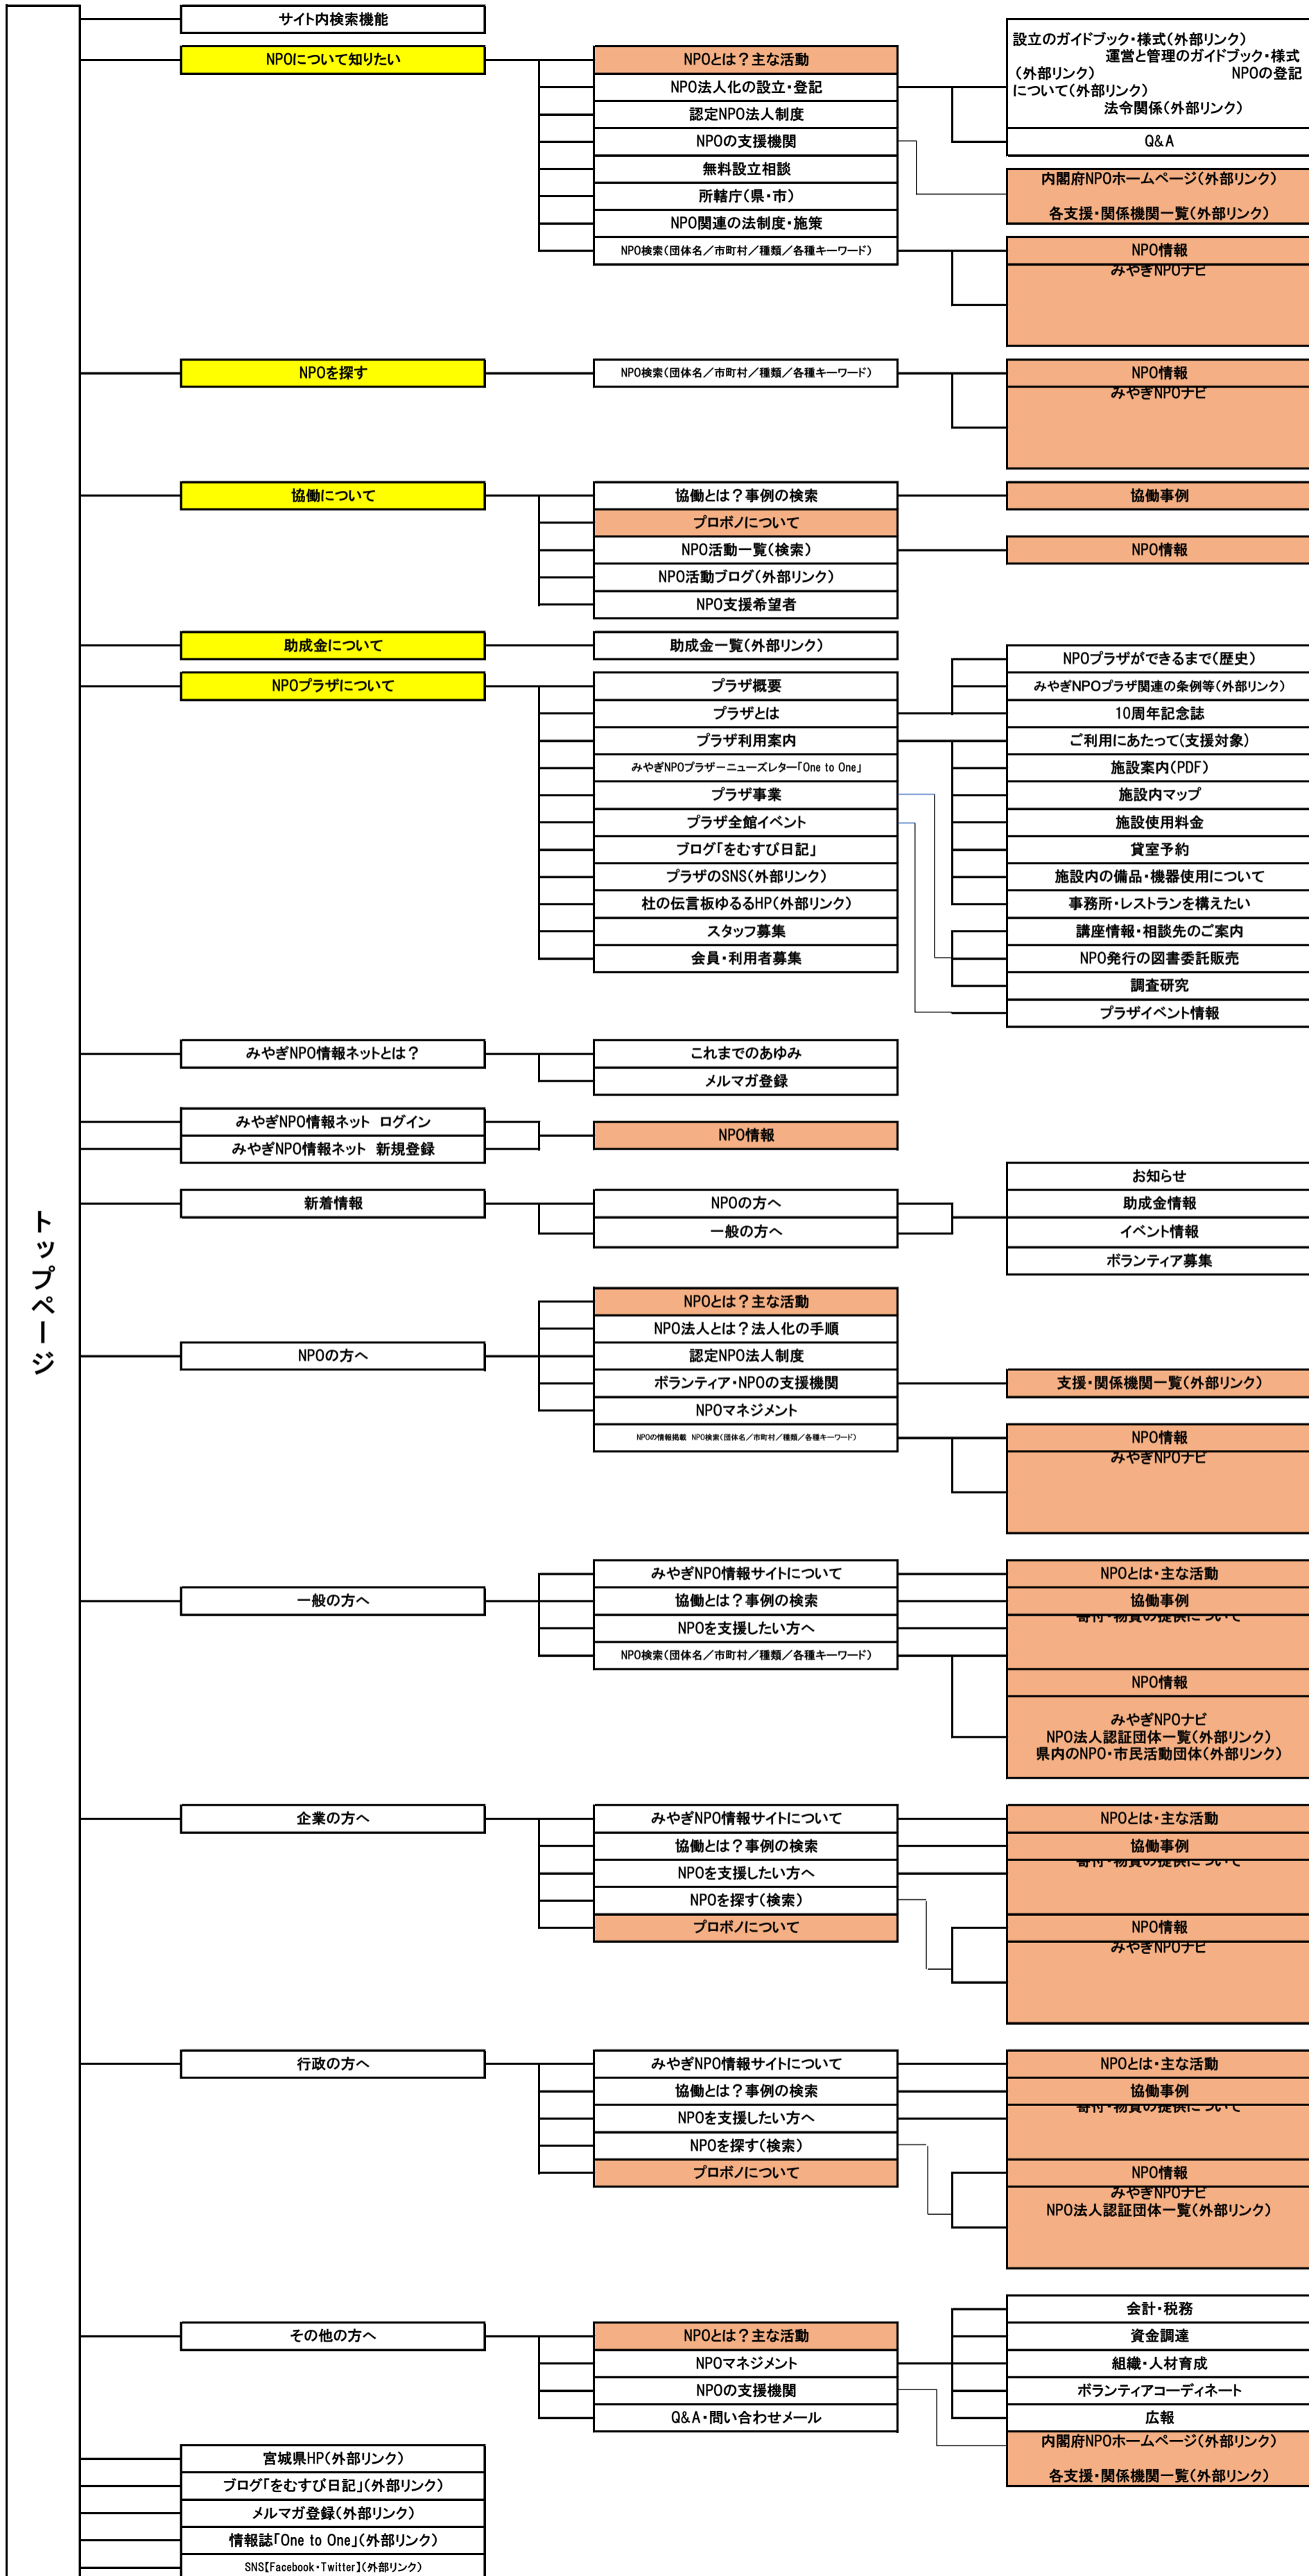 トップページ
サイト内検索機能
NPOについて知りたい
NPOとは？主な活動
NPO法人化の設立・登記
設立のガイドブック・様式(外部リンク)
運営と管理のガイドブック・様式
(外部リンク)　NPOの登記
について(外部リンク)
法令関係(外部リンク)
Q&A
認定NPO法人制度
NPOの支援機関
内閣府NPOホームページ(外部リンク)
各支援・関係機関一覧(外部リンク)
無料設立相談
所轄庁(県・市)
NPO関連の法制度・施策
NPO検索(団体名／市町村／種類／各種キーワード)
NPO情報
みやぎNPOナビ
NPOを探す
NPO検索(団体名／市町村／種類／各種キーワード)
NPO情報
みやぎNPOナビ
協働について
協働とは？事例の検索
協働事例
プロボノについて
NPO活動一覧(検索)
NPO情報
NPO活動ブログ(外部リンク)
NPO支援希望者
助成金について
助成金一覧(外部リンク)
NPOプラザについて
プラザ概要
プラザとは
NPOプラザができるまで(歴史)
みやぎNPOプラザ関連の条例等(外部リンク)
10周年記念誌
プラザ利用案内
ご利用にあたって(支援対象)
施設案内(PDF)
施設内マップ
施設使用料金
貸室予約
施設内の備品・機器使用について
事務所・レストランを構えたい
みやぎNPOプラザーニューズレター「One to One」
プラザ事業
講座情報・相談先のご案内
NPO発行の図書委託販売
調査研究
プラザ全館イベント
プラザイベント情報
ブログ「をむすび日記」
プラザのSNS(外部リンク)
杜の伝言板ゆるるHP(外部リンク)
スタッフ募集
会員・利用者募集
みやぎNPO情報ネットとは？
これまでのあゆみ
メルマガ登録
みやぎNPO情報ネット　ログイン
みやぎNPO情報ネット　新規登録
NPO情報
新着情報
NPOの方へ
一般の方へ
お知らせ
助成金情報
イベント情報
ボランティア募集
NPOの方へ
NPOとは？主な活動
NPO法人とは？法人化の手順
認定NPO法人制度
ボランティア・NPOの支援機関
支援・関係機関一覧(外部リンク)
NPOマネジメント
NPOの情報掲載　NPO検索(団体名／市町村／種類／各種キーワード)
NPO情報
みやぎNPOナビ
一般の方へ
みやぎNPO情報サイトについて
NPOとは・主な活動
協働とは？事例の検索
協働事例
NPOを支援したい方へ
寄付・物資の提供について
NPO検索(団体名／市町村／種類／各種キーワード)
NPO情報
みやぎNPOナビ
NPO法人認証団体一覧(外部リンク)
県内のNPO・市民活動団体(外部リンク)
企業の方へ
みやぎNPO情報サイトについて
NPOとは・主な活動
協働とは？事例の検索
協働事例
NPOを支援したい方へ
寄付・物資の提供について
NPOを探す(検索)
NPO情報
みやぎNPOナビ
プロボノについて
行政の方へ
みやぎNPO情報サイトについて
NPOとは・主な活動
協働とは？事例の検索
協働事例
NPOを支援したい方へ
寄付・物資の提供について
NPOを探す(検索)
NPO情報
みやぎNPOナビ
NPO法人認証団体一覧(外部リンク)
プロボノについて
その他の方へ
NPOとは？主な活動
NPOマネジメント
会計・税務
資金調達
組織・人材育成
ボランティアコーディネート
広報
NPOの支援機関
内閣府NPOホームページ(外部リンク)
各支援・関係機関一覧(外部リンク)
Q&A・問い合わせメール
宮城県HP(外部リンク)
ブログ「をむすび日記」(外部リンク)
メルマガ登録(外部リンク)
情報誌「One to One」(外部リンク)
SNS【Facebook・Twitter】(外部リンク)